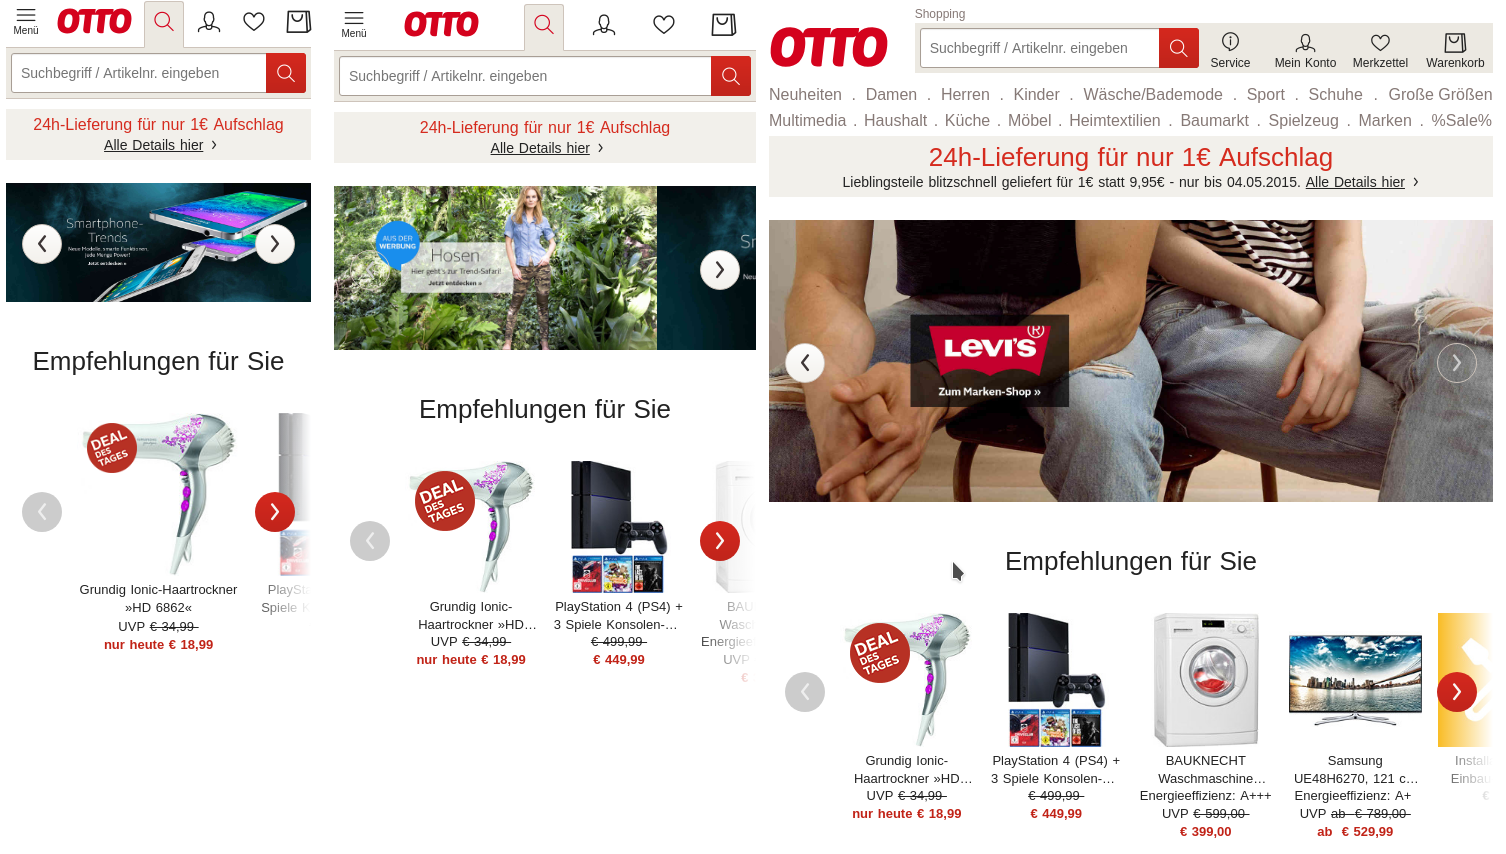 Menü
OTTO
Suchbegriff / Artikelnr. eingeben
24h-Lieferung für nur 1€ Aufschlag
Alle Details hier ›
Smartphone-
Trends
Neue Modelle, smarte Funktionen,
jede Menge Power!
Jetzt entdecken »
Empfehlungen für Sie
DEAL
DES
TAGES
Grundig Ionic-Haartrockner
»HD 6862«
UVP € 34,99
nur heute € 18,99
PlaySt
Spiele K
Menü
OTTO
Suchbegriff / Artikelnr. eingeben
24h-Lieferung für nur 1€ Aufschlag
Alle Details hier ›
AUS DER
WERBUNG
Hosen
Hier geht's zur Trend-Safari!
Jetzt entdecken »
Empfehlungen für Sie
DEAL
DES
TAGES
Grundig Ionic-
Haartrockner »HD…
UVP € 34,99
nur heute € 18,99
PlayStation 4 (PS4) +
3 Spiele Konsolen-…
€ 499,99
€ 449,99
BAU
Wasc
Energiee
UVP
€
Shopping
OTTO
Suchbegriff / Artikelnr. eingeben
Service
Mein Konto
Merkzettel
Warenkorb
Neuheiten . Damen . Herren . Kinder . Wäsche/Bademode . Sport . Schuhe . Große Größen
Multimedia . Haushalt . Küche . Möbel . Heimtextilien . Baumarkt . Spielzeug . Marken . %Sale%
24h-Lieferung für nur 1€ Aufschlag
Lieblingsteile blitzschnell geliefert für 1€ statt 9,95€ - nur bis 04.05.2015. Alle Details hier ›
LEVI'S ®
Zum Marken-Shop »
Empfehlungen für Sie
DEAL
DES
TAGES
Grundig Ionic-
Haartrockner »HD…
UVP € 34,99
nur heute € 18,99
PlayStation 4 (PS4) +
3 Spiele Konsolen-…
€ 499,99
€ 449,99
BAUKNECHT
Waschmaschine…
Energieeffizienz: A+++
UVP € 599,00
€ 399,00
Samsung
UE48H6270, 121 c…
Energieeffizienz: A+
UVP ab € 789,00
ab € 529,99
Install
Einbau
€